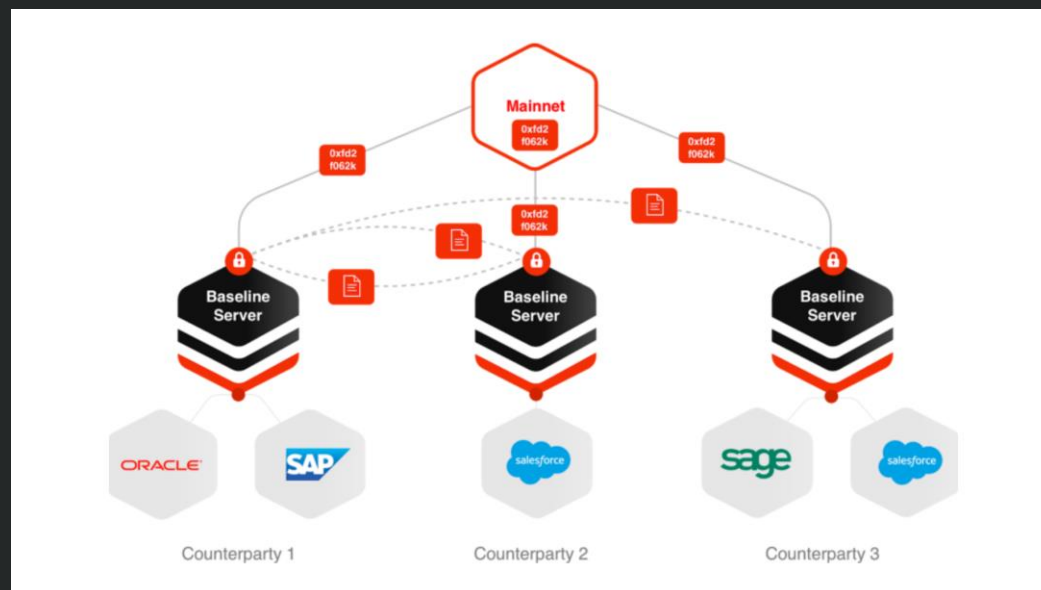 Mainnet
0xfd2
f062k
0xfd2
f062k
0xfd2
f062k
0xfd2
f062k
Baseline
Server
Baseline
Server
Baseline
Server
ORACLE
SAP
salesforce
sage
salesforce
Counterparty 1
Counterparty 2
Counterparty 3